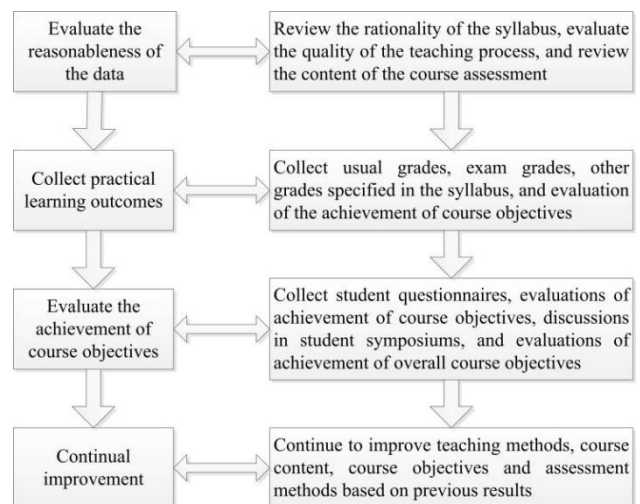 Evaluate the
reasonableness of
the data
Review the rationality of the syllabus, evaluate
the quality of the teaching process, and review
the content of the course assessment
Collect practical
learning outcomes
Collect usual grades, exam grades, other
grades specified in the syllabus, and evaluation
of the achievement of course objectives
Evaluate the
achievement of
course objectives
Collect student questionnaires, evaluations of
achievement of course objectives, discussions
in student symposiums, and evaluations of
achievement of overall course objectives
Continual
improvement
Continue to improve teaching methods, course
content, course objectives and assessment
methods based on previous results